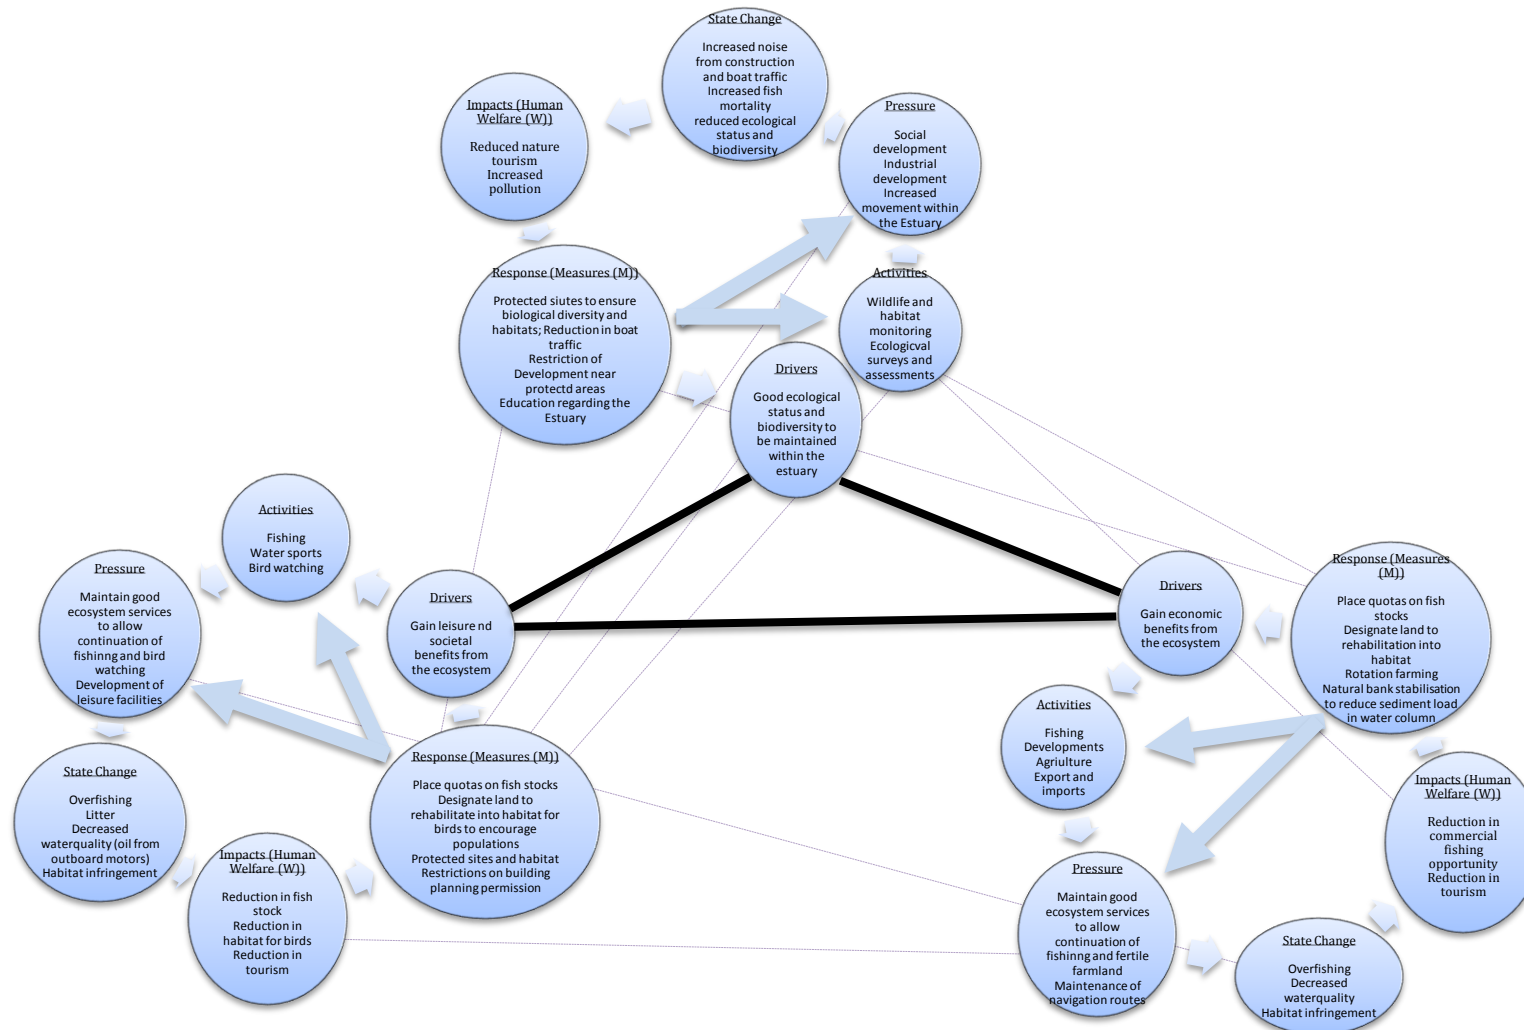 State Change
Increased noise
from construction
and boat traffic
Increased fish
mortality
reduced ecological
status and
biodiversity
Impacts (Human
Welfare (W))
Reduced nature
tourism
Increased
pollution
Pressure
Social
development
Industrial
development
Increased
movement within
the Estuary
Response (Measures (M))
Protected siutes to ensure
biological diversity and
habitats; Reduction in boat
traffic
Restriction of
Development near
protectd areas
Education regarding the
Estuary
Activities
Wildlife and
habitat
monitoring
Ecologicval
surveys and
assessments
Drivers
Good ecological
status and
biodiversity to
be maintained
within the
estuary
Activities
Fishing
Water sports
Bird watching
Pressure
Maintain good
ecosystem services
to allow
continuation of
fishinng and bird
watching
Development of
leisure facilities
Drivers
Gain leisure nd
societal
benefits from
the ecosystem
State Change
Overfishing
Litter
Decreased
waterquality (oil from
outboard motors)
Habitat infringement
Impacts (Human
Welfare (W))
Reduction in fish
stock
Reduction in
habitat for birds
Reduction in
tourism
Response (Measures (M))
Place quotas on fish stocks
Designate land to
rehabilitate into habitat for
birds to encourage
populations
Protected sites and habitat
Restrictions on building
planning permission
Drivers
Gain economic
benefits from
the ecosystem
Response (Measures
(M))
Place quotas on fish
stocks
Designate land to
rehabilitation into
habitat
Rotation farming
Natural bank stabilisation
to reduce sediment load
in water column
Activities
Fishing
Developments
Agriulture
Export and
imports
Impacts (Human
Welfare (W))
Reduction in
commercial
fishing
opportunity
Reduction in
tourism
Pressure
Maintain good
ecosystem services
to allow
continuation of
fishinng and fertile
farmland
Maintenance of
navigation routes
State Change
Overfishing
Decreased
waterquality
Habitat infringement